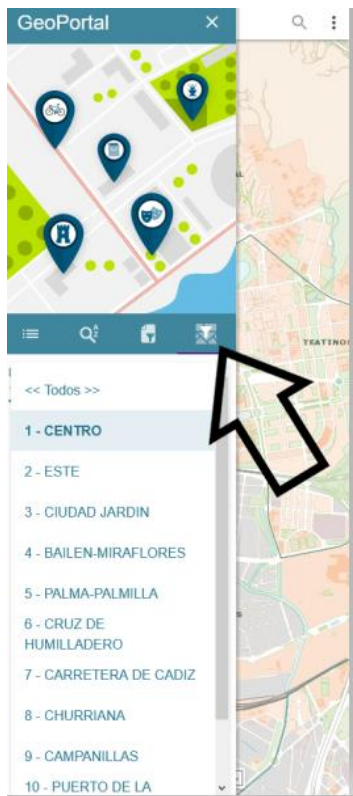 GeoPortal
TEATINO
<< Todos >>
1 - CENTRO
2 - ESTE
3 - CIUDAD JARDIN
4 - BAILEN-MIRAFLORES
5 - PALMA-PALMILLA
6 - CRUZ DE
HUMILLADERO
7 - CARRETERA DE CADIZ
8 - CHURRIANA
9 - CAMPANILLAS
10 - PUERTO DE LA